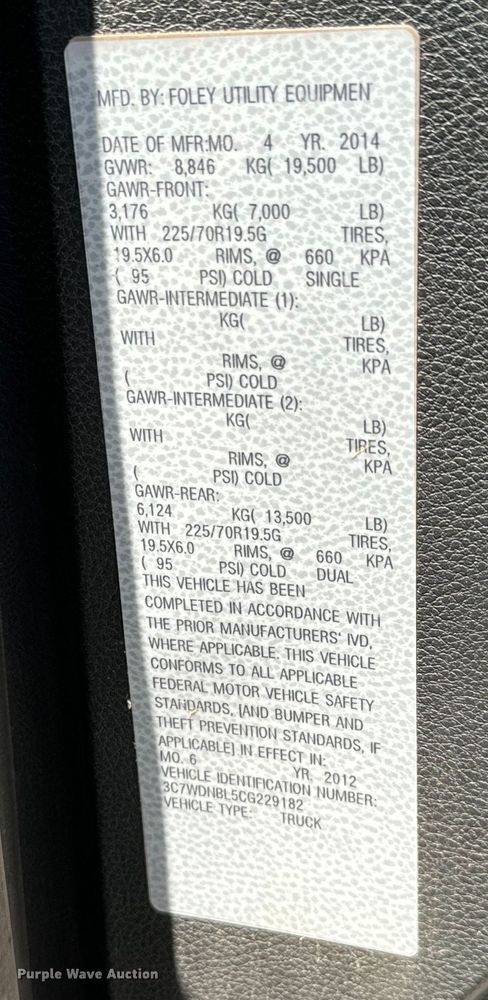 MFD. BY: FOLEY UTILITY EQUIPMEN
DATE OF MFR:MO. 4 YR. 2014
GVWR: 8,846 KG( 19,500 LB)
GAWR-FRONT:
3,176 KG( 7,000 LB)
WITH 225/70R19.5G TIRES,
19.5X6.0 RIMS, @ 660 KPA
( 95 PSI) COLD SINGLE
GAWR-INTERMEDIATE (1):
KG( LB)
WITH TIRES,
RIMS, @ KPA
( PSI) COLD
GAWR-INTERMEDIATE (2):
KG( LB)
WITH TIRES,
RIMS, @ KPA
( PSI) COLD
GAWR-REAR:
6,124 KG( 13,500 LB)
WITH 225/70R19.5G TIRES,
19.5X6.0 RIMS, @ 660 KPA
( 95 PSI) COLD DUAL
THIS VEHICLE HAS BEEN
COMPLETED IN ACCORDANCE WITH
THE PRIOR MANUFACTURERS' IVD,
WHERE APPLICABLE. THIS VEHICLE
CONFORMS TO ALL APPLICABLE
FEDERAL MOTOR VEHICLE SAFETY
STANDARDS, [AND BUMPER AND
THEFT PREVENTION STANDARDS, IF
APPLICABLE] IN EFFECT IN:
MO. 6 YR. 2012
VEHICLE IDENTIFICATION NUMBER:
3C7WDNBL5CG229182
VEHICLE TYPE: TRUCK
Purple Wave Auction